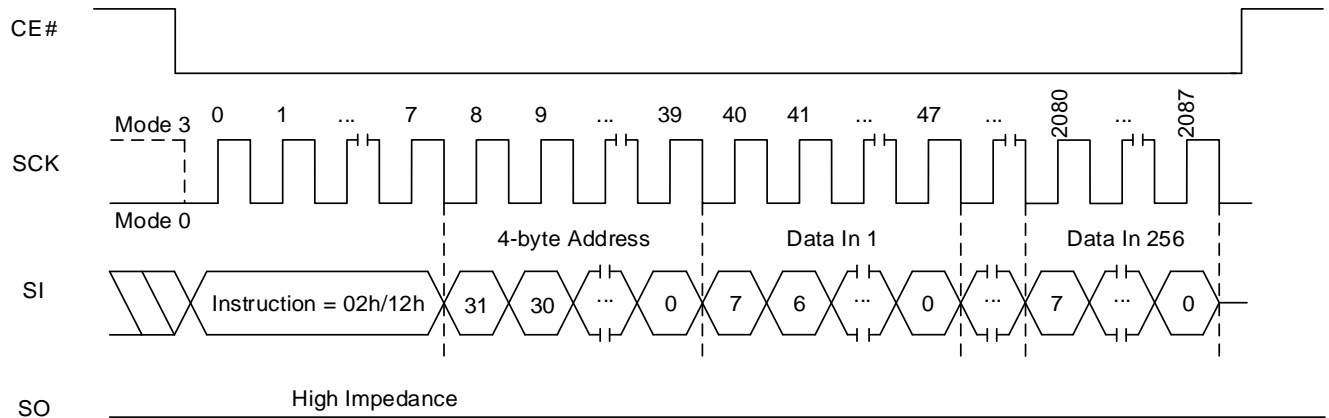 CE#
0 1 ... 7 8 9 ... 39 40 41 ... 47 ... 2080 ... 2087
Mode 3
SCK
Mode 0
4-byte Address Data In 1 Data In 256
SI
Instruction = 02h/12h 31 30 ... 0 7 6 ... 0 ... 7 ... 0
High Impedance
SO